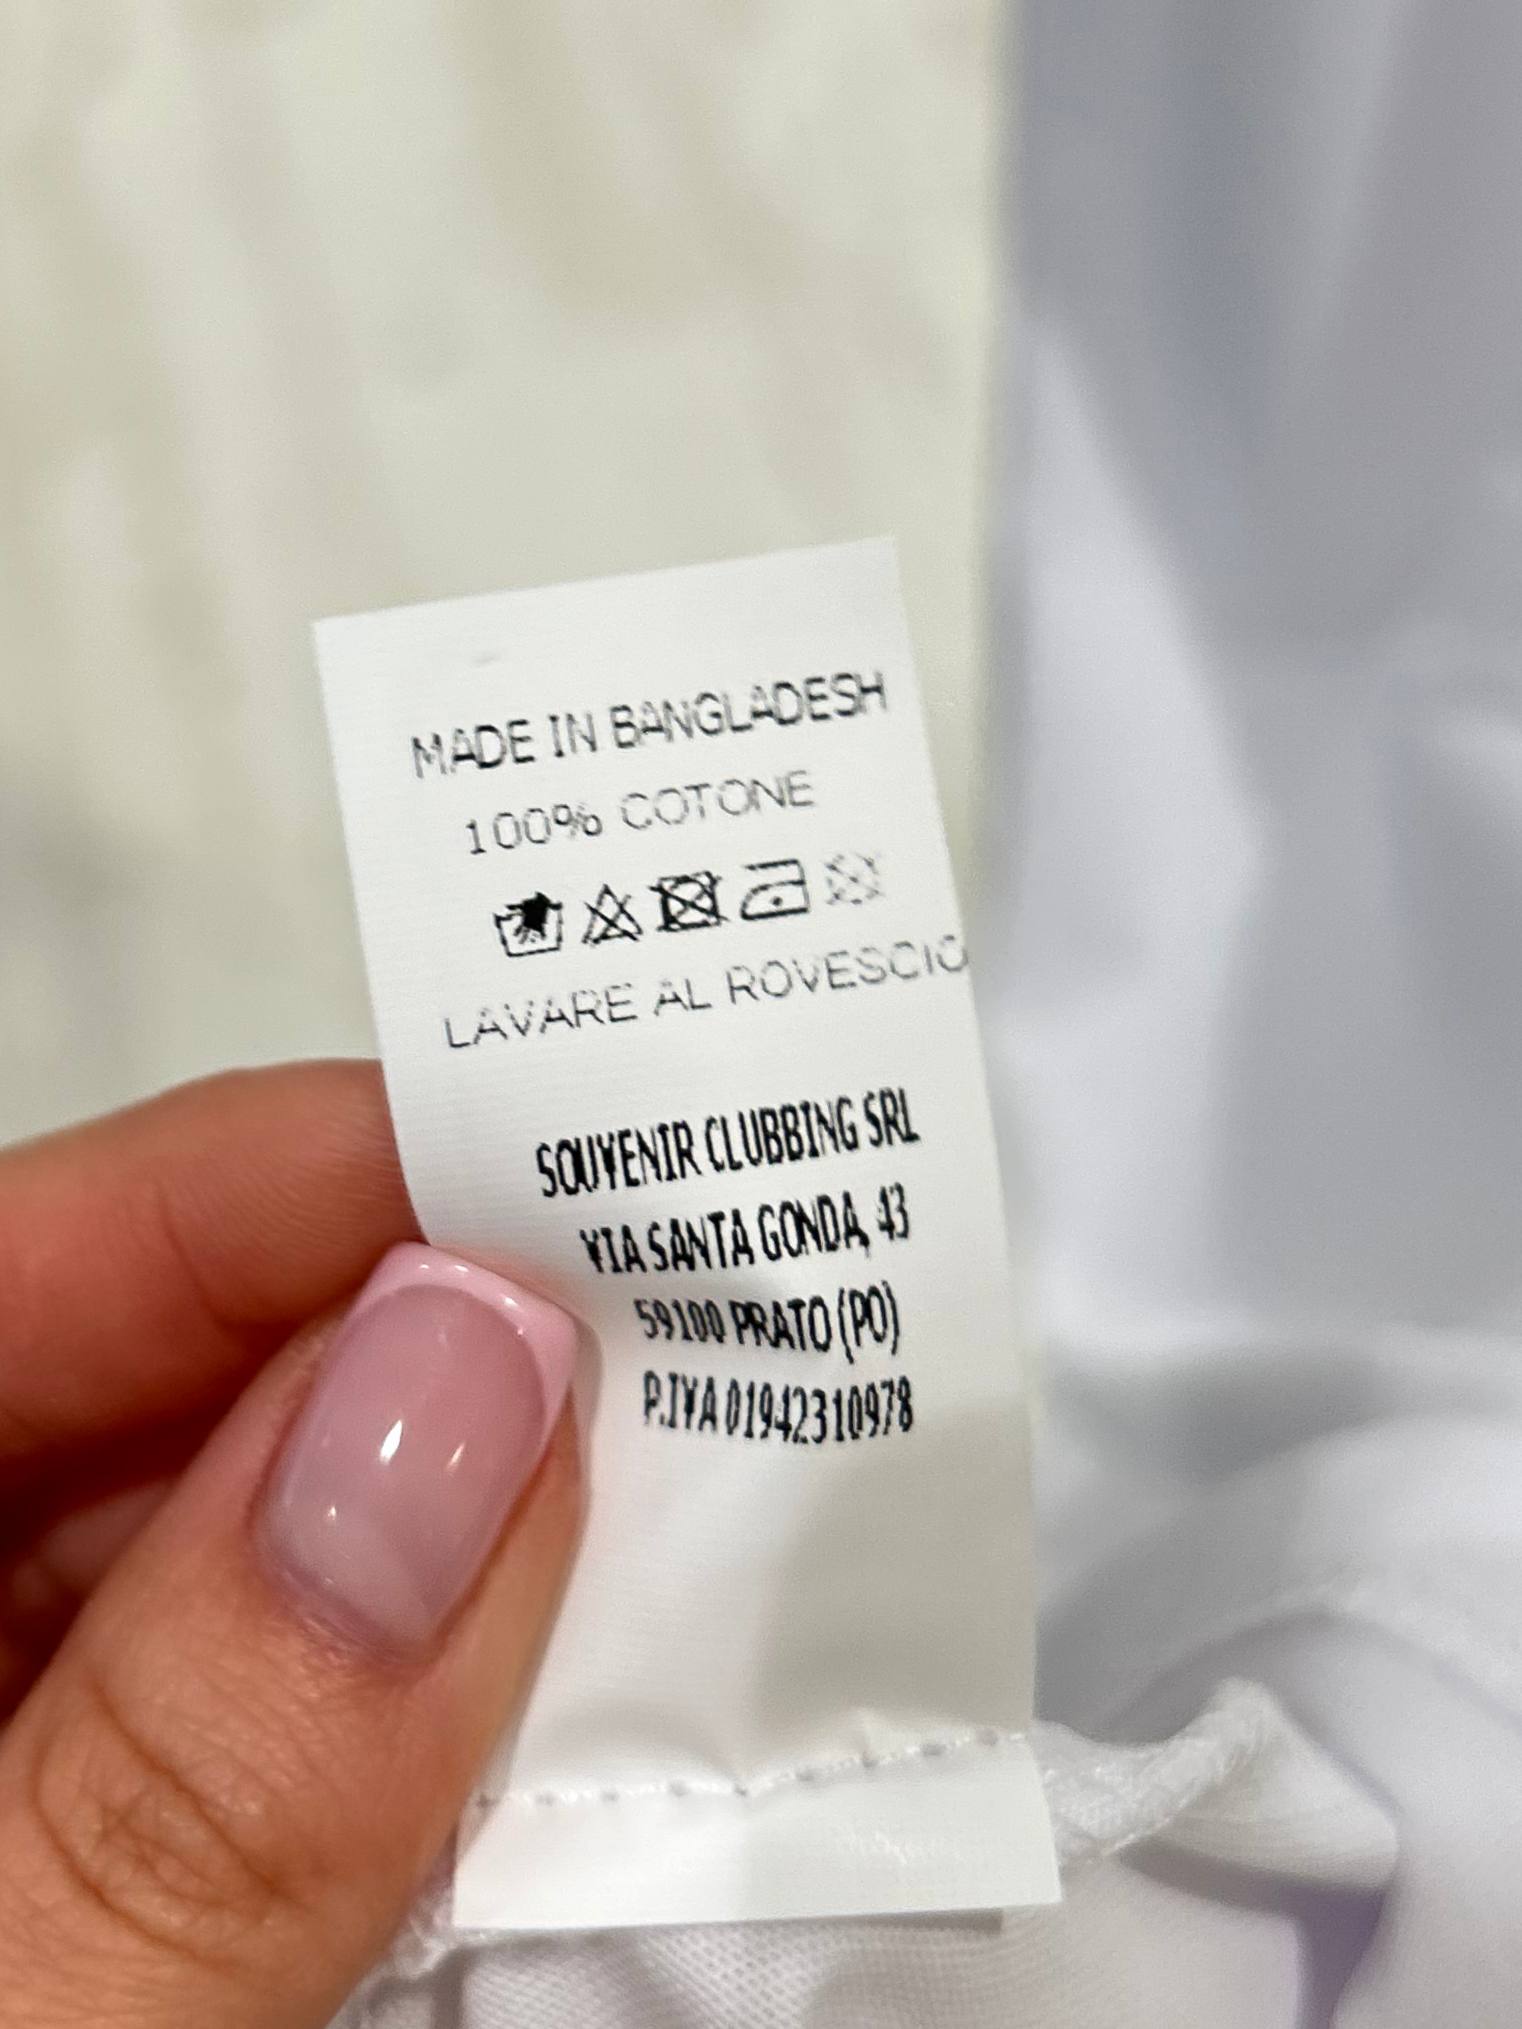 MADE IN BANGLADESH
100% COTONE
LAVARE AL ROVESCIO
SOUVENIR CLUBBING SRL
VIA SANTA GONDA, 43
59100 PRATO (PO)
P.IVA 01942310978